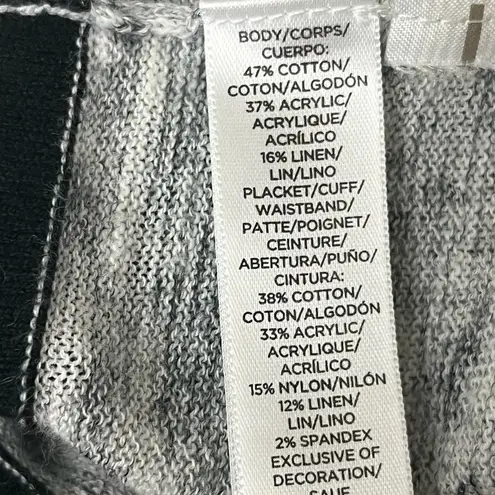 BODY/CORPS/
CUERPO:
47% COTTON/
COTON/ALGODÓN
37% ACRYLIC/
ACRYLIQUE/
ACRÍLICO
16% LINEN/
LIN/LINO
PLACKET/CUFF/
WAISTBAND/
PATTE/POIGNET/
CEINTURE/
ABERTURA/PUÑO/
CINTURA:
38% COTTON/
COTON/ALGODÓN
33% ACRYLIC/
ACRYLIQUE/
ACRÍLICO
15% NYLON/NILÓN
12% LINEN/
LIN/LINO
2% SPANDEX
EXCLUSIVE OF
DECORATION/
SAUF